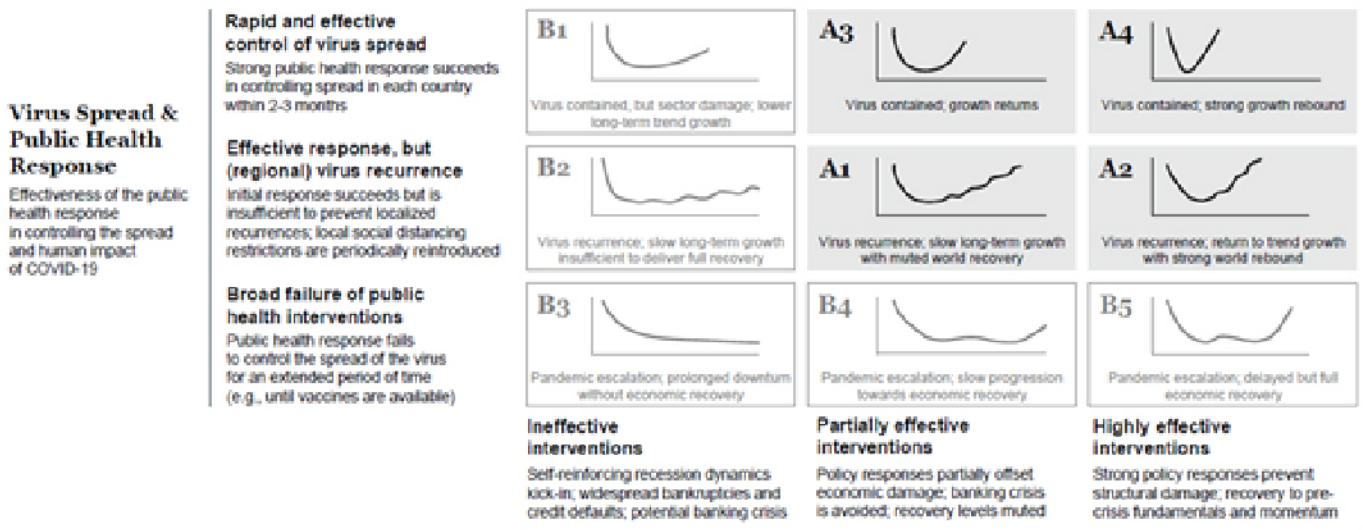 Virus Spread &
Public Health
Response
Effectiveness of the public
health response
in controlling the spread
and human impact
of COVID-19
Rapid and effective
control of virus spread
Strong public health response succeeds
in controlling spread in each country
within 2-3 months
Effective response, but
(regional) virus recurrence
Initial response succeeds but is
insufficient to prevent localized
recurrences; local social distancing
restrictions are periodically reintroduced
Broad failure of public
health interventions
Public health response fails
to control the spread of the virus
for an extended period of time
(e.g., until vaccines are available)
B1
Virus contained, but sector damage; lower
long-term trend growth
A3
Virus contained; growth returns
A4
Virus contained; strong growth rebound
B2
Virus recurrence; slow long-term growth
insufficient to deliver full recovery
A1
Virus recurrence; slow long-term growth
with muted world recovery
A2
Virus recurrence; return to trend growth
with strong world rebound
B3
Pandemic escalation; prolonged downturn
without economic recovery
B4
Pandemic escalation; slow progression
towards economic recovery
B5
Pandemic escalation; delayed but full
economic recovery
Ineffective
interventions
Self-reinforcing recession dynamics
kick-in; widespread bankruptcies and
credit defaults; potential banking crisis
Partially effective
interventions
Policy responses partially offset
economic damage; banking crisis
is avoided; recovery levels muted
Highly effective
interventions
Strong policy responses prevent
structural damage; recovery to pre-
crisis fundamentals and momentum